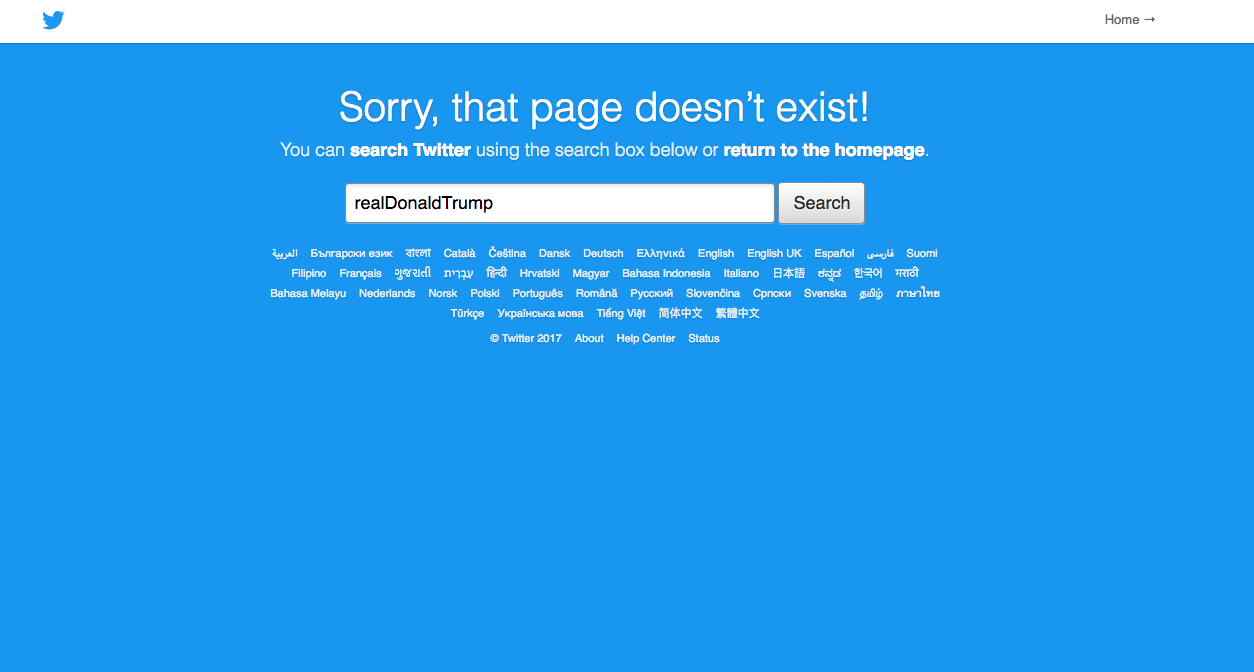 Home →
Sorry, that page doesn’t exist!
You can search Twitter using the search box below or return to the homepage.
realDonaldTrump Search
العربية Български език বাংলা Català Čeština Dansk Deutsch Ελληνικά English English UK Español فارسی Suomi
Filipino Français ગુજરાતી עִבְרִית हिन्दी Hrvatski Magyar Bahasa Indonesia Italiano 日本語 ಕನ್ನಡ 한국어 मराठी
Bahasa Melayu Nederlands Norsk Polski Português Română Русский Slovenčina Српски Svenska தமிழ் ภาษาไทย
Türkçe Українська мова Tiếng Việt 简体中文 繁體中文
© Twitter 2017 About Help Center Status